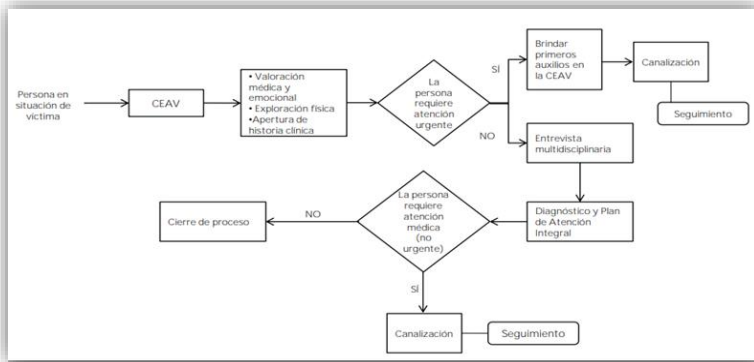 Persona en
situación de
víctima
CEAV
• Valoración
médica y
emocional
• Exploración física
•Apertura de
historia clínica
La
persona
requiere
atención
urgente
SÍ
NO
Brindar
primeros
auxilios en
la CEAV
Canalización
Seguimiento
Entrevista
multidisciplinaria
Diagnóstico y Plan
de Atención
Integral
La persona
requiere
atención
médica
(no
urgente)
NO
Cierre de proceso
SÍ
Canalización
Seguimiento